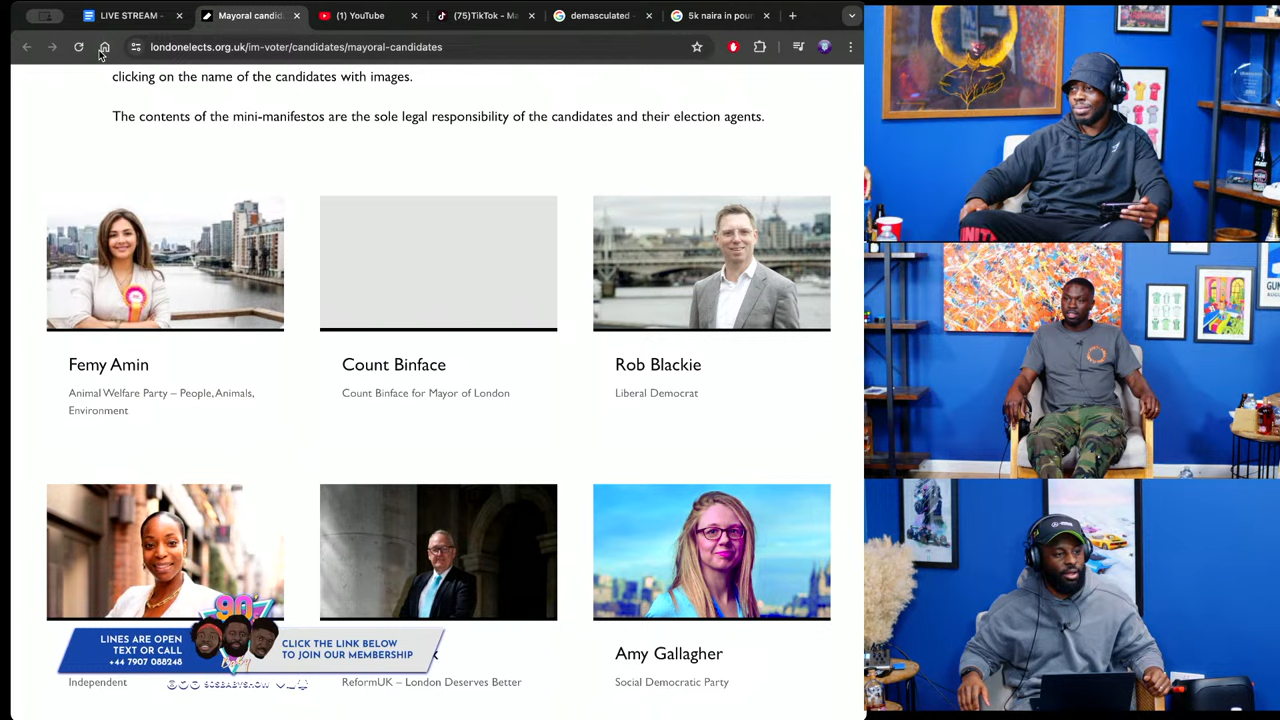 LIVE STREAM -
Mayoral candid
(1) YouTube
(75)TikTok - Ma
demasculated -
5k naira in pour
londonelects.org.uk/im-voter/candidates/mayoral-candidates
clicking on the name of the candidates with images.
The contents of the mini-manifestos are the sole legal responsibility of the candidates and their election agents.
Femy Amin
Animal Welfare Party – People, Animals,
Environment
Count Binface
Count Binface for Mayor of London
Rob Blackie
Liberal Democrat
Independent
ReformUK – London Deserves Better
Amy Gallagher
Social Democratic Party
LINES ARE OPEN
TEXT OR CALL
+44 7907 088248
90
CLICK THE LINK BELOW
TO JOIN OUR MEMBERSHIP
90SBABYSHOW